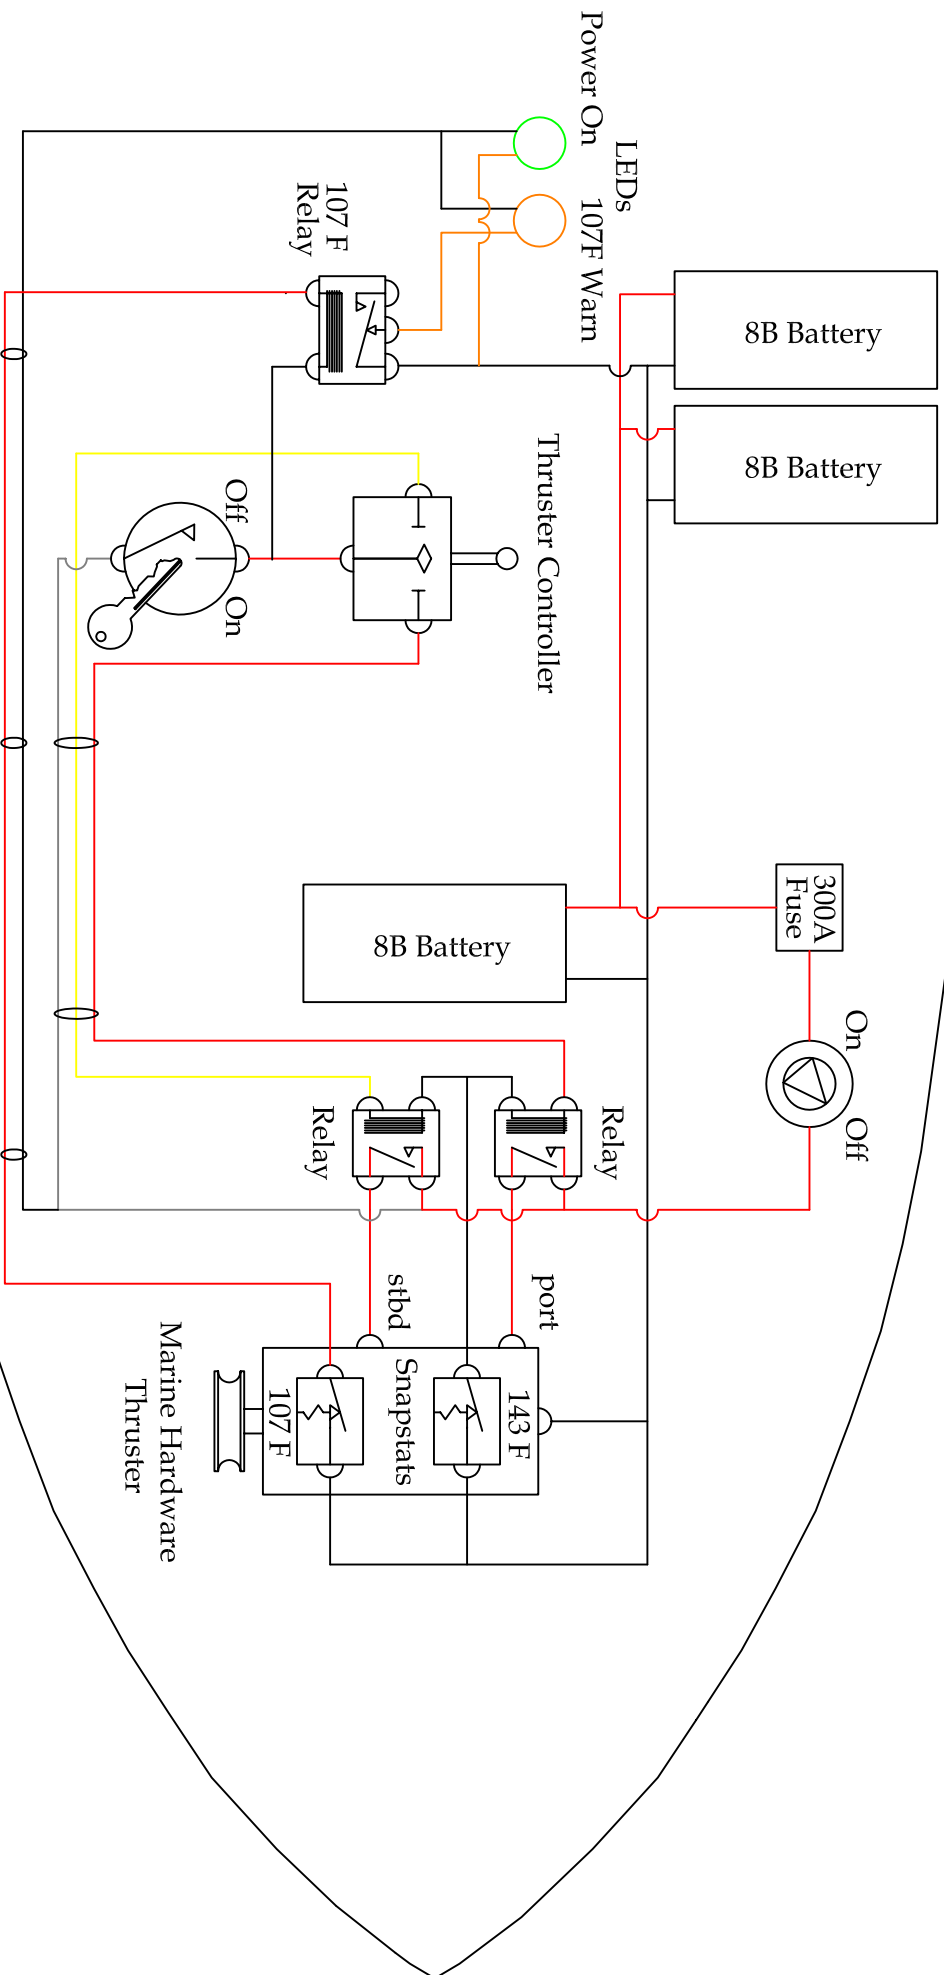 Power On
LEDs
107F Warn
107 F
Relay
8B Battery
8B Battery
Thruster Controller
Off
On
300A
Fuse
8B Battery
On
Off
Relay
Relay
port
stbd
Snapstats
143 F
107 F
Marine Hardware
Thruster